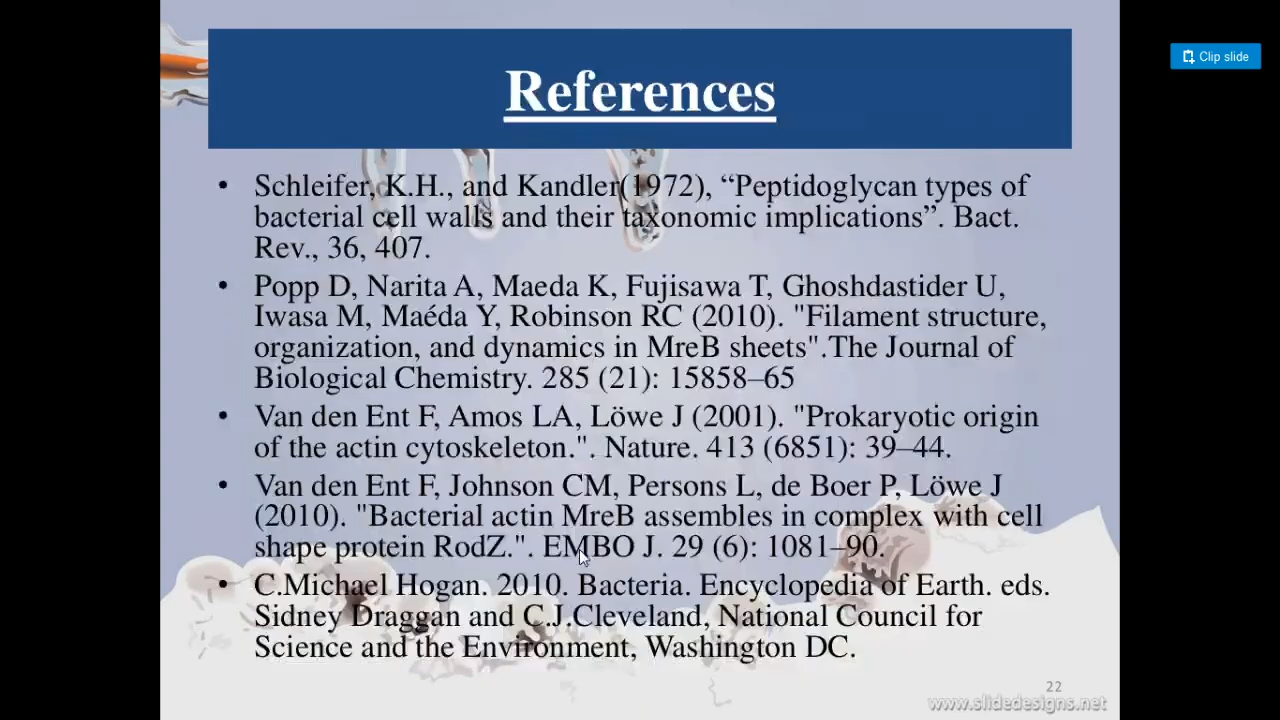 Clip slide
References
• Schleifer, K.H., and Kandler(1972), “Peptidoglycan types of
bacterial cell walls and their taxonomic implications”. Bact.
Rev., 36, 407.
• Popp D, Narita A, Maeda K, Fujisawa T, Ghoshdastider U,
Iwasa M, Maéda Y, Robinson RC (2010). "Filament structure,
organization, and dynamics in MreB sheets".The Journal of
Biological Chemistry. 285 (21): 15858–65
• Van den Ent F, Amos LA, Löwe J (2001). "Prokaryotic origin
of the actin cytoskeleton.". Nature. 413 (6851): 39–44.
• Van den Ent F, Johnson CM, Persons L, de Boer P, Löwe J
(2010). "Bacterial actin MreB assembles in complex with cell
shape protein RodZ.". EMBO J. 29 (6): 1081–90.
• C.Michael Hogan. 2010. Bacteria. Encyclopedia of Earth. eds.
Sidney Draggan and C.J.Cleveland, National Council for
Science and the Environment, Washington DC.
22
www.slidedesigns.net